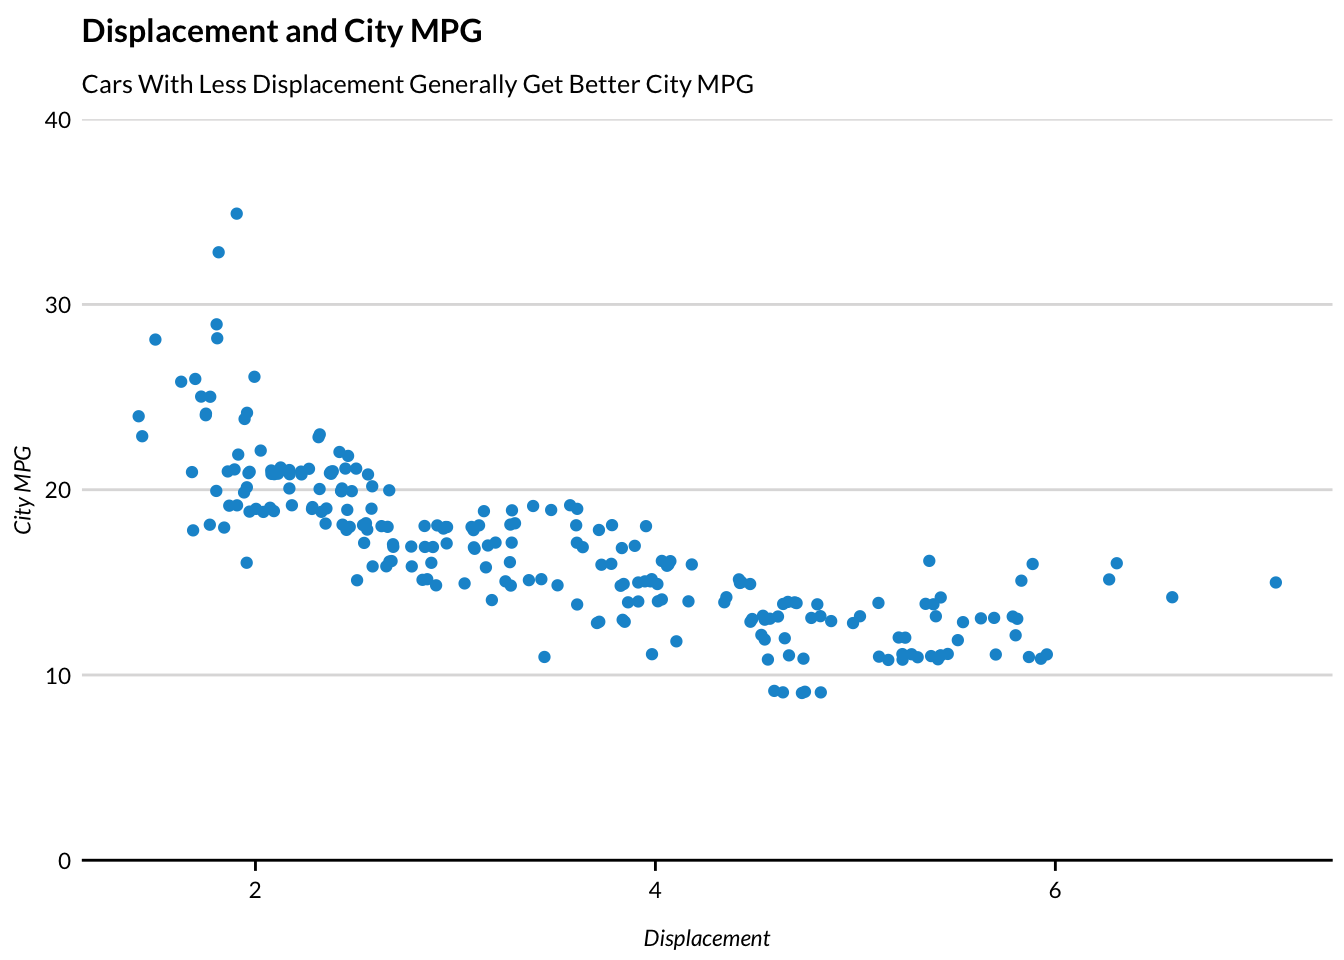 Displacement and City MPG
Cars With Less Displacement Generally Get Better City MPG
40
30
20
10
0
City MPG
2 4 6
Displacement